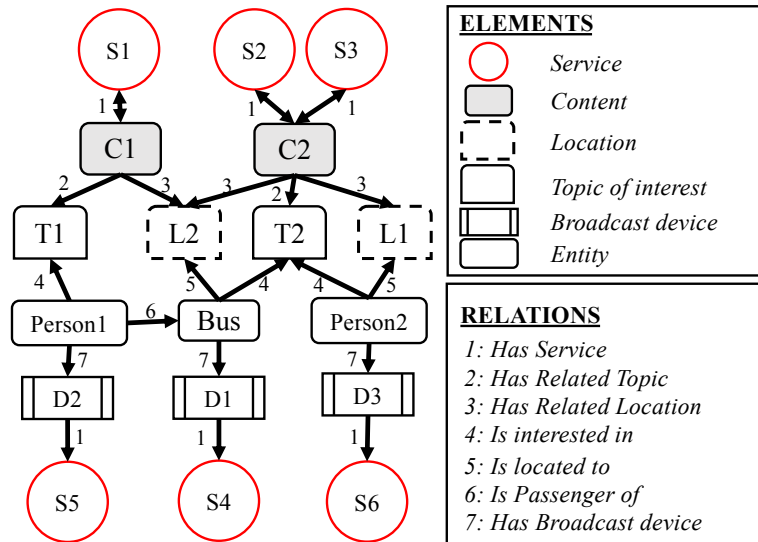 S1
S2
S3
1
1
1
C1
C2
2
3
3
2
3
T1
L2
T2
L1
4
5
4
4
5
Person1
6
Bus
Person2
7
7
7
D2
D1
D3
1
1
1
S5
S4
S6
ELEMENTS
Service
Content
Location
Topic of interest
Broadcast device
Entity
RELATIONS
1: Has Service
2: Has Related Topic
3: Has Related Location
4: Is interested in
5: Is located to
6: Is Passenger of
7: Has Broadcast device